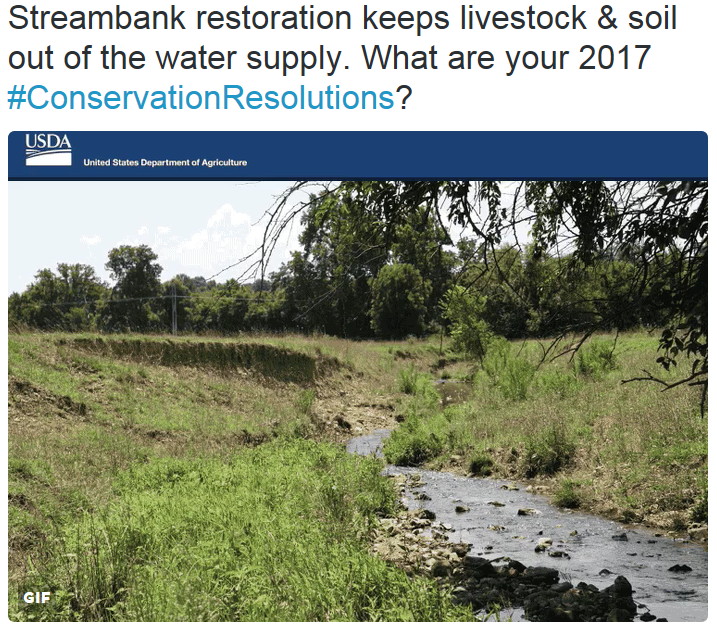 Streambank restoration keeps livestock & soil
out of the water supply. What are your 2017
#ConservationResolutions?
USDA
United States Department of Agriculture
GIF